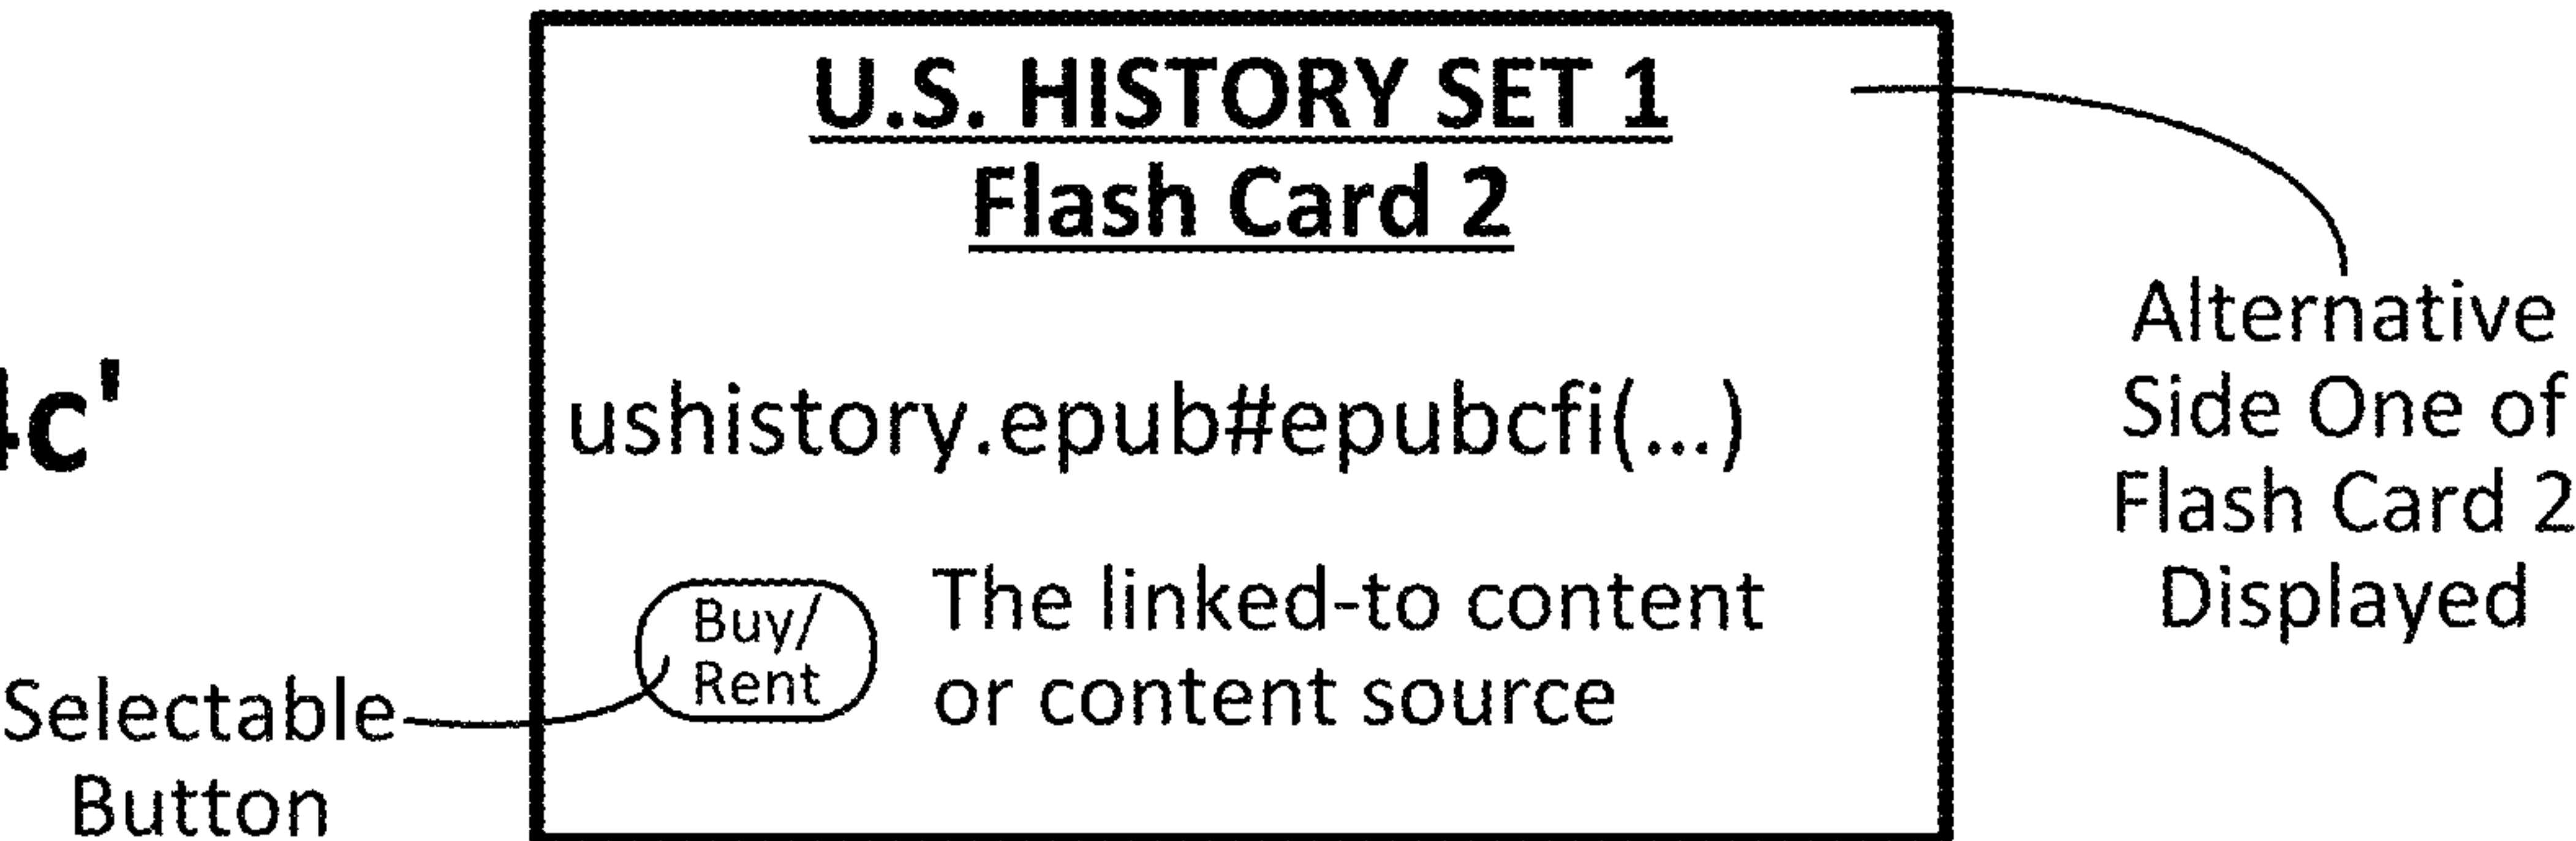 U.S. HISTORY SET 1
Flash Card 2
4c'
ushistory.epub#epubcfi(...)
Buy/
Rent
The linked-to content
or content source
Selectable
Button
Alternative
Side One of
Flash Card 2
Displayed